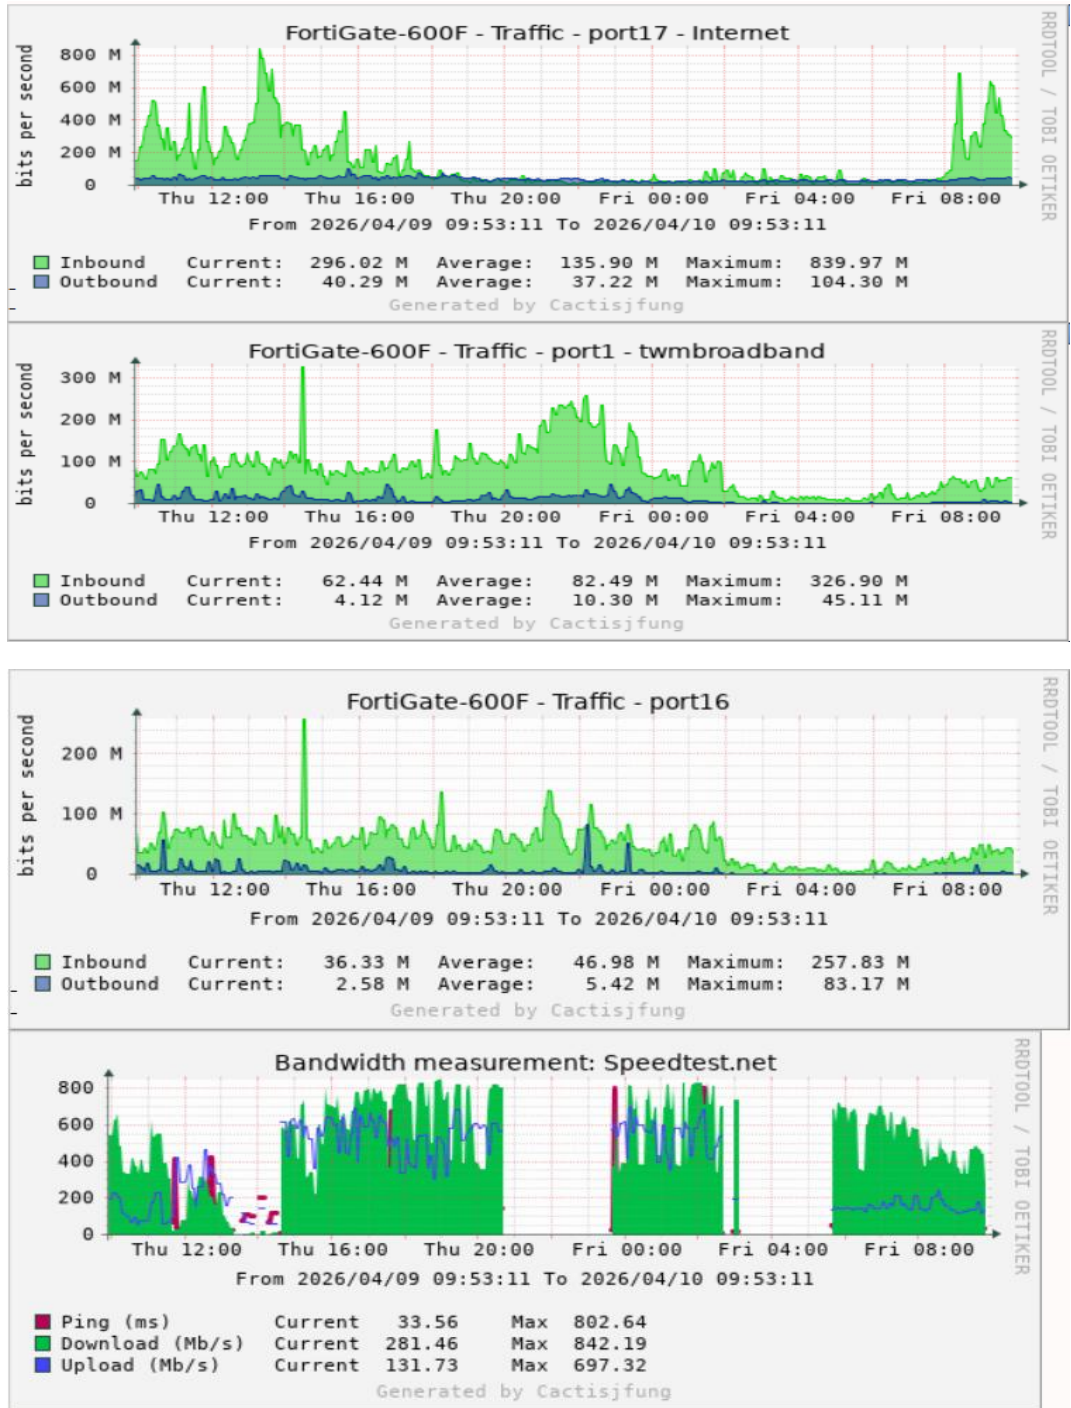 FortiGate-600F - Traffic - port17 - Internet
RRDTOOL / TOBI OETIKER
bits per second
800 M
600 M
400 M
200 M
0
Thu 12:00 Thu 16:00 Thu 20:00 Fri 00:00 Fri 04:00 Fri 08:00
From 2026/04/09 09:53:11 To 2026/04/10 09:53:11
Inbound Current: 296.02 M Average: 135.90 M Maximum: 839.97 M
Outbound Current: 40.29 M Average: 37.22 M Maximum: 104.30 M
Generated by Cactisjfung
FortiGate-600F - Traffic - port1 - twmbroadband
RRDTOOL / TOBI OETIKER
bits per second
300 M
200 M
100 M
0
Thu 12:00 Thu 16:00 Thu 20:00 Fri 00:00 Fri 04:00 Fri 08:00
From 2026/04/09 09:53:11 To 2026/04/10 09:53:11
Inbound Current: 62.44 M Average: 82.49 M Maximum: 326.90 M
Outbound Current: 4.12 M Average: 10.30 M Maximum: 45.11 M
Generated by Cactisjfung
FortiGate-600F - Traffic - port16
RRDTOOL / TOBI OETIKER
bits per second
200 M
100 M
0
Thu 12:00 Thu 16:00 Thu 20:00 Fri 00:00 Fri 04:00 Fri 08:00
From 2026/04/09 09:53:11 To 2026/04/10 09:53:11
Inbound Current: 36.33 M Average: 46.98 M Maximum: 257.83 M
Outbound Current: 2.58 M Average: 5.42 M Maximum: 83.17 M
Generated by Cactisjfung
Bandwidth measurement: Speedtest.net
RRDTOOL / TOBI OETIKER
800
600
400
200
0
Thu 12:00 Thu 16:00 Thu 20:00 Fri 00:00 Fri 04:00 Fri 08:00
From 2026/04/09 09:53:11 To 2026/04/10 09:53:11
Ping (ms) Current 33.56 Max 802.64
Download (Mb/s) Current 281.46 Max 842.19
Upload (Mb/s) Current 131.73 Max 697.32
Generated by Cactisjfung